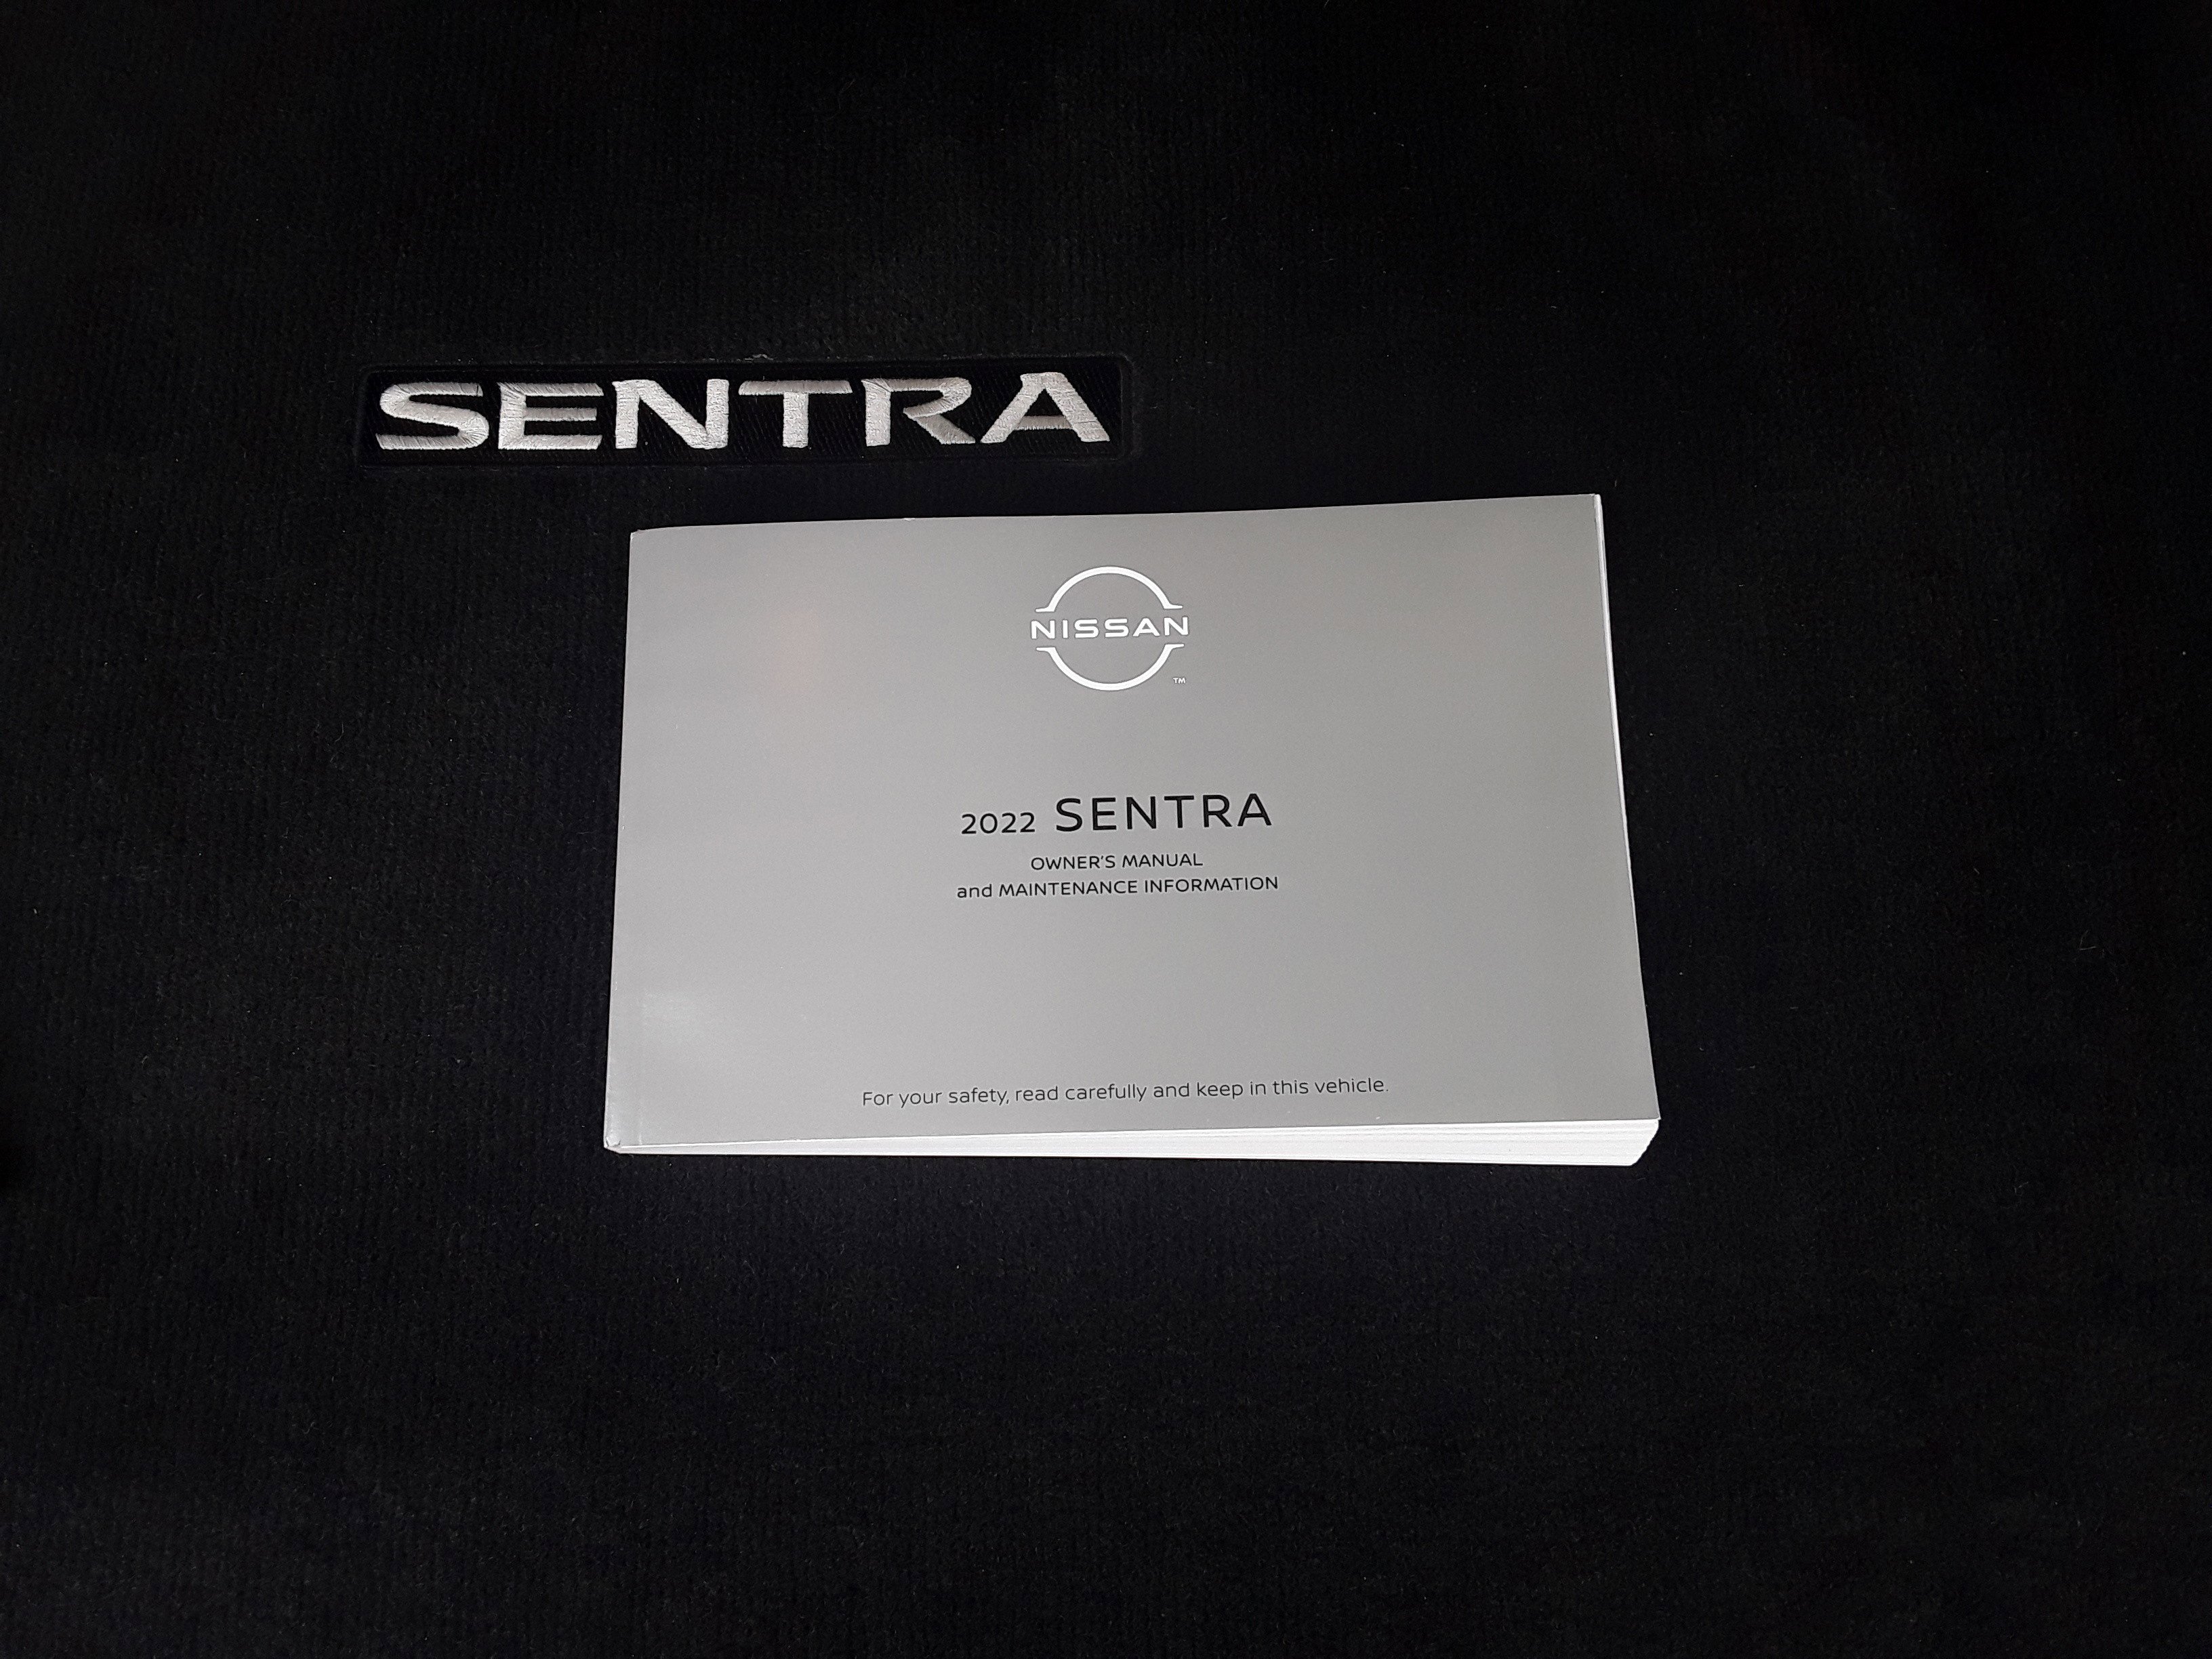 SENTRA
NISSAN
TM
2022 SENTRA
OWNER'S MANUAL
and MAINTENANCE INFORMATION
For your safety, read carefully and keep in this vehicle.